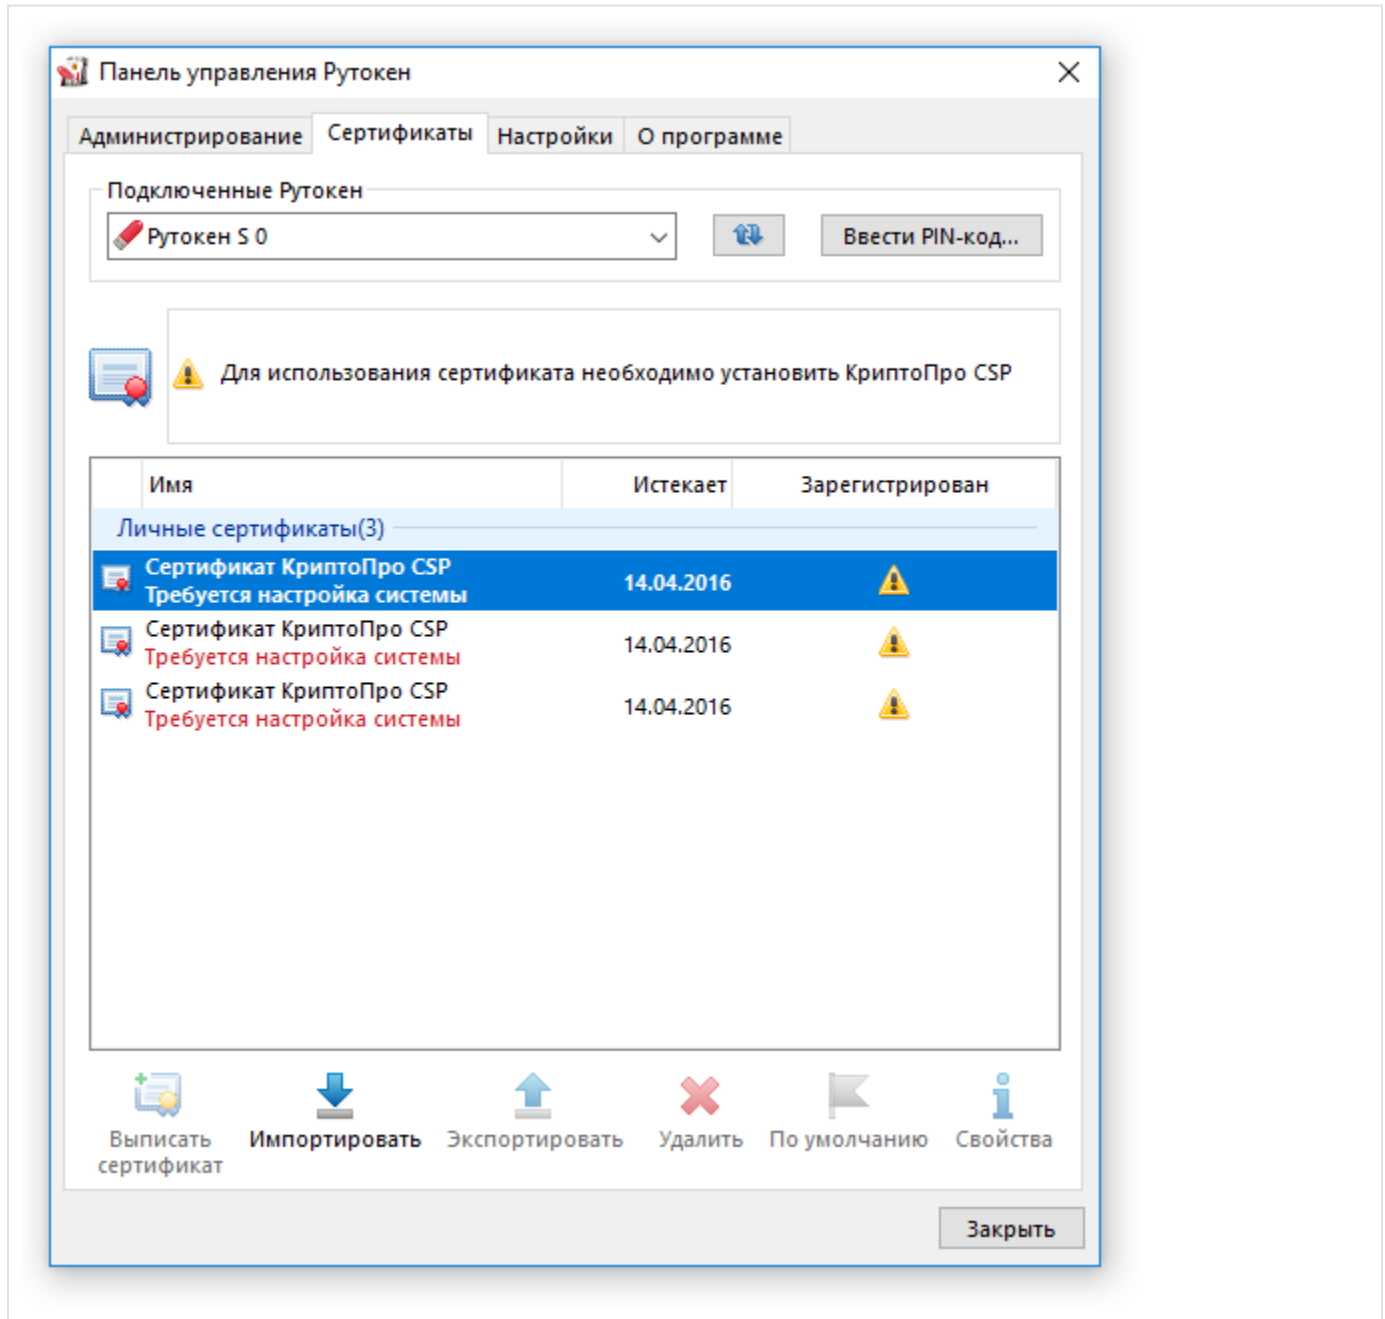 Панель управления Рутокен
Администрирование Сертификаты Настройки О программе
Подключенные Рутокен
Рутокен S 0 Ввести PIN-код...
Для использования сертификата необходимо установить КриптоПро CSP
Имя Истекает Зарегистрирован
Личные сертификаты(3)
Сертификат КриптоПро CSP
Требуется настройка системы 14.04.2016
Сертификат КриптоПро CSP
Требуется настройка системы 14.04.2016
Сертификат КриптоПро CSP
Требуется настройка системы 14.04.2016
Выписать Импортировать Экспортировать Удалить По умолчанию Свойства
сертификат
Закрыть